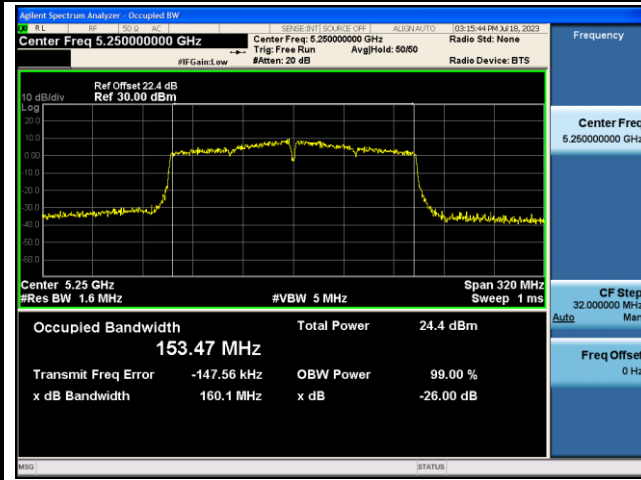 Agilent Spectrum Analyzer - Occupied BW
RL RF 50 Ω AC SENSE:INT SOURCE OFF ALIGN AUTO 03:15:44 PM Jul 18, 2023
Center Freq 5.250000000 GHz Center Freq: 5.250000000 GHz Radio Std: None
Trig: Free Run Avg|Hold: 50/50
#IFGain:Low #Atten: 20 dB Radio Device: BTS
Frequency
Ref Offset 22.4 dB
10 dB/div Ref 30.00 dBm
Log
20.0
10.0
0.00
-10.0
-20.0
-30.0
-40.0
-50.0
-60.0
Center Freq
5.250000000 GHz
Center 5.25 GHz Span 320 MHz
#Res BW 1.6 MHz #VBW 5 MHz Sweep 1 ms
CF Step
32.000000 MHz
Auto Man
Occupied Bandwidth Total Power 24.4 dBm
153.47 MHz
Transmit Freq Error -147.56 kHz OBW Power 99.00 %
x dB Bandwidth 160.1 MHz x dB -26.00 dB
Freq Offset
0 Hz
MSG STATUS